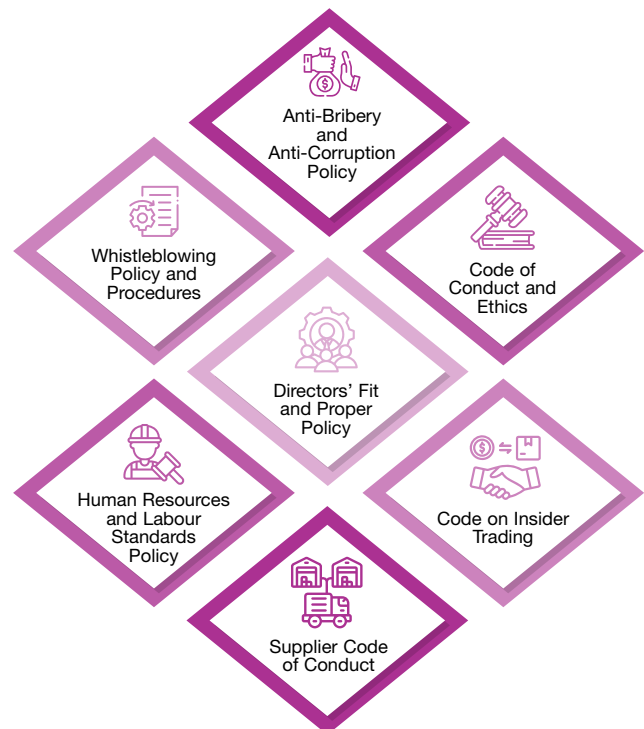 Anti-Bribery
and
Anti-Corruption
Policy
Whistleblowing
Policy and
Procedures
Code of
Conduct and
Ethics
Directors' Fit
and Proper
Policy
Human Resources
and Labour
Standards
Policy
Code on Insider
Trading
Supplier Code
of Conduct